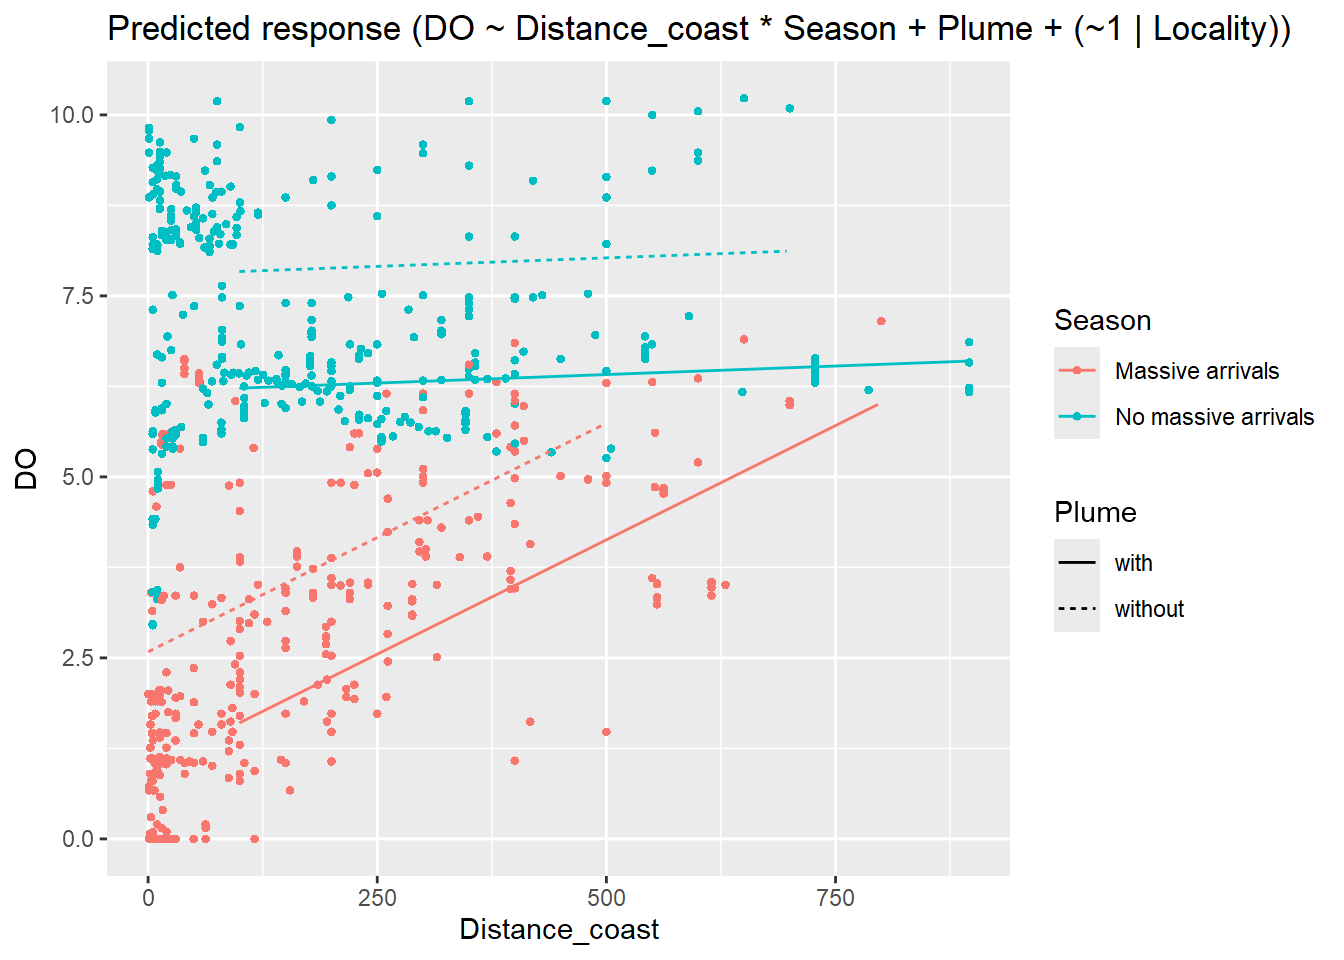 Predicted response (DO ~ Distance_coast * Season + Plume + (~1 | Locality))
10.0
7.5
5.0
2.5
0.0
DO
0 250 500 750
Distance_coast
Season
Massive arrivals
No massive arrivals
Plume
with
without